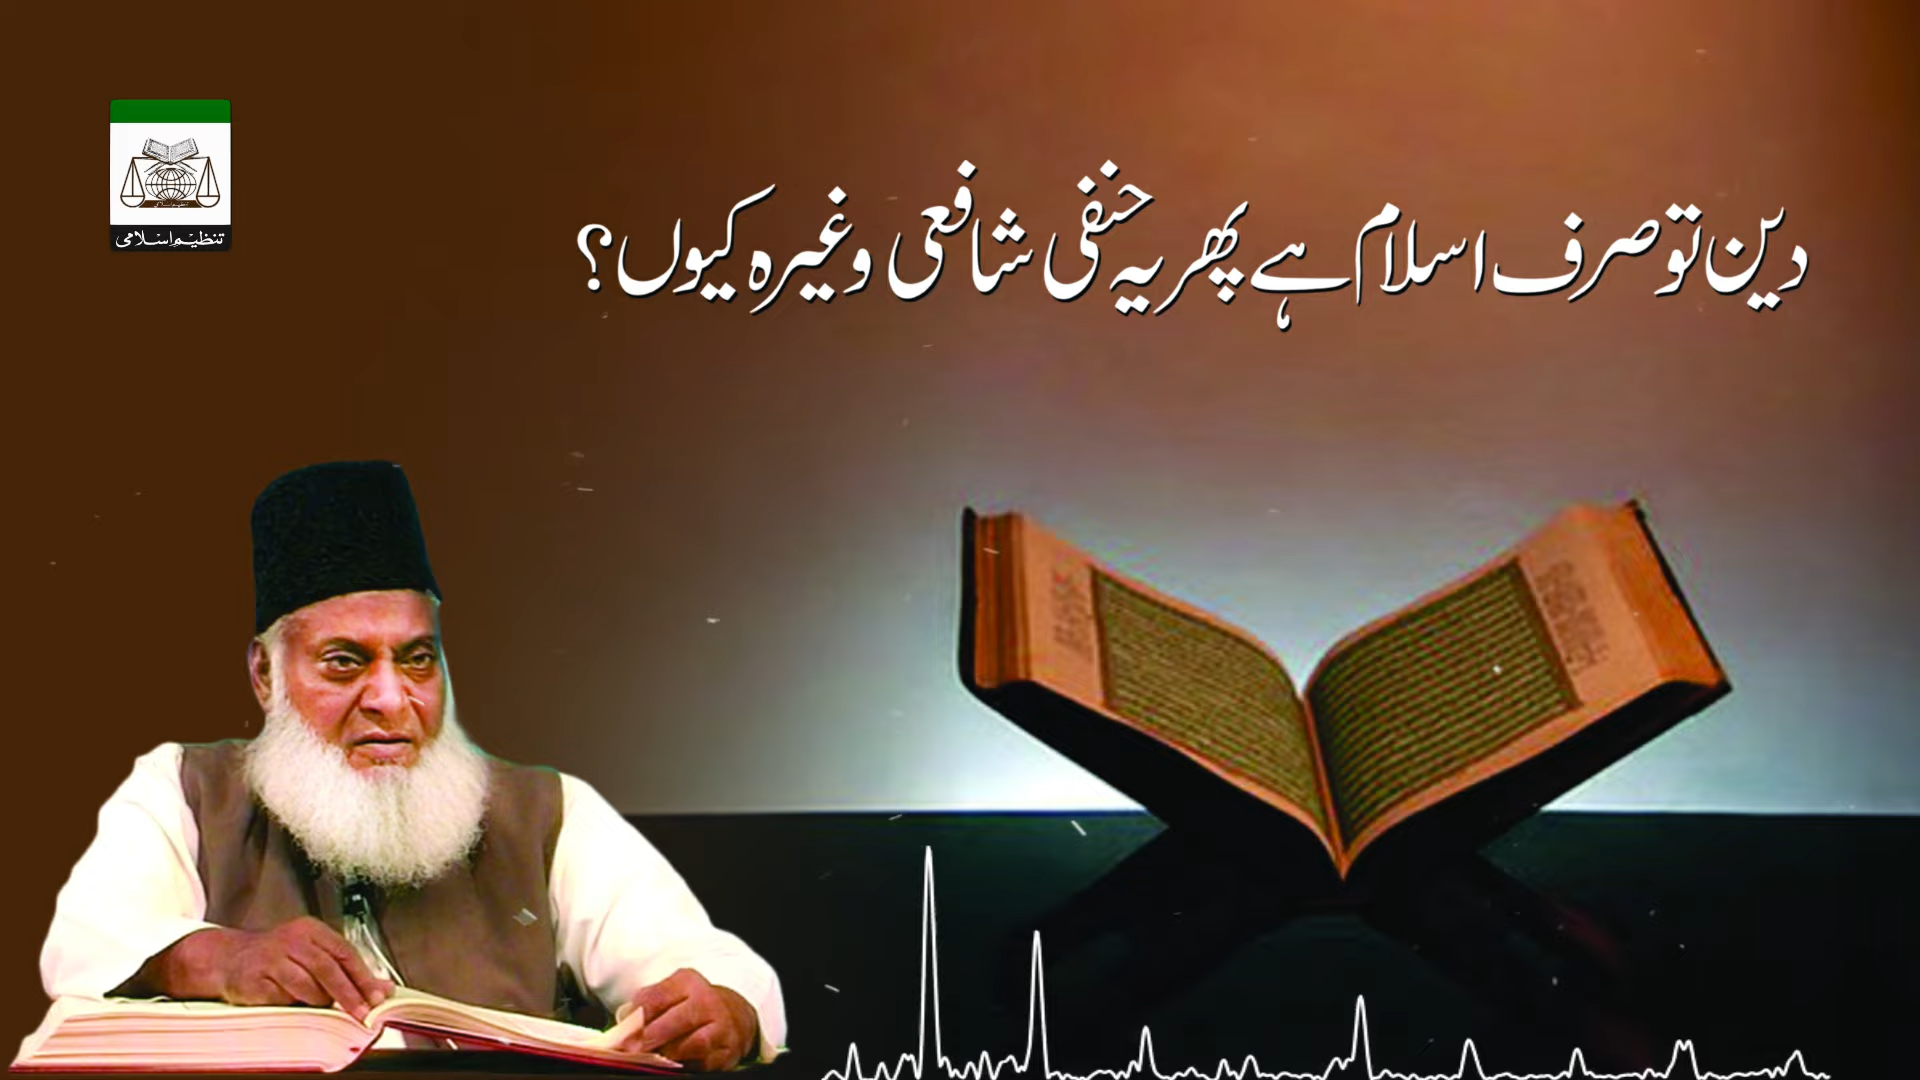 دین تو صرف اسلام ہے پھر یہ حنفی شافعی وغیرہ کیوں؟
تنظیم اسلامی